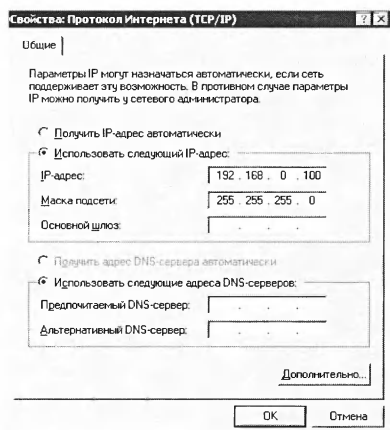 Свойства: Протокол Интернета (TCP/IP)
Общие
Параметры IP могут назначаться автоматически, если сеть
поддерживает эту возможность. В противном случае параметры
IP можно получить у сетевого администратора.
Получить IP-адрес автоматически
Использовать следующий IP-адрес:
IP-адрес: 192 . 168 . 0 . 100
Маска подсети: 255 . 255 . 255 . 0
Основной шлюз: . . .
Получить адрес DNS-сервера автоматически
Использовать следующие адреса DNS-серверов:
Предпочитаемый DNS-сервер: . . .
Альтернативный DNS-сервер: . . .
Дополнительно...
OK Отмена